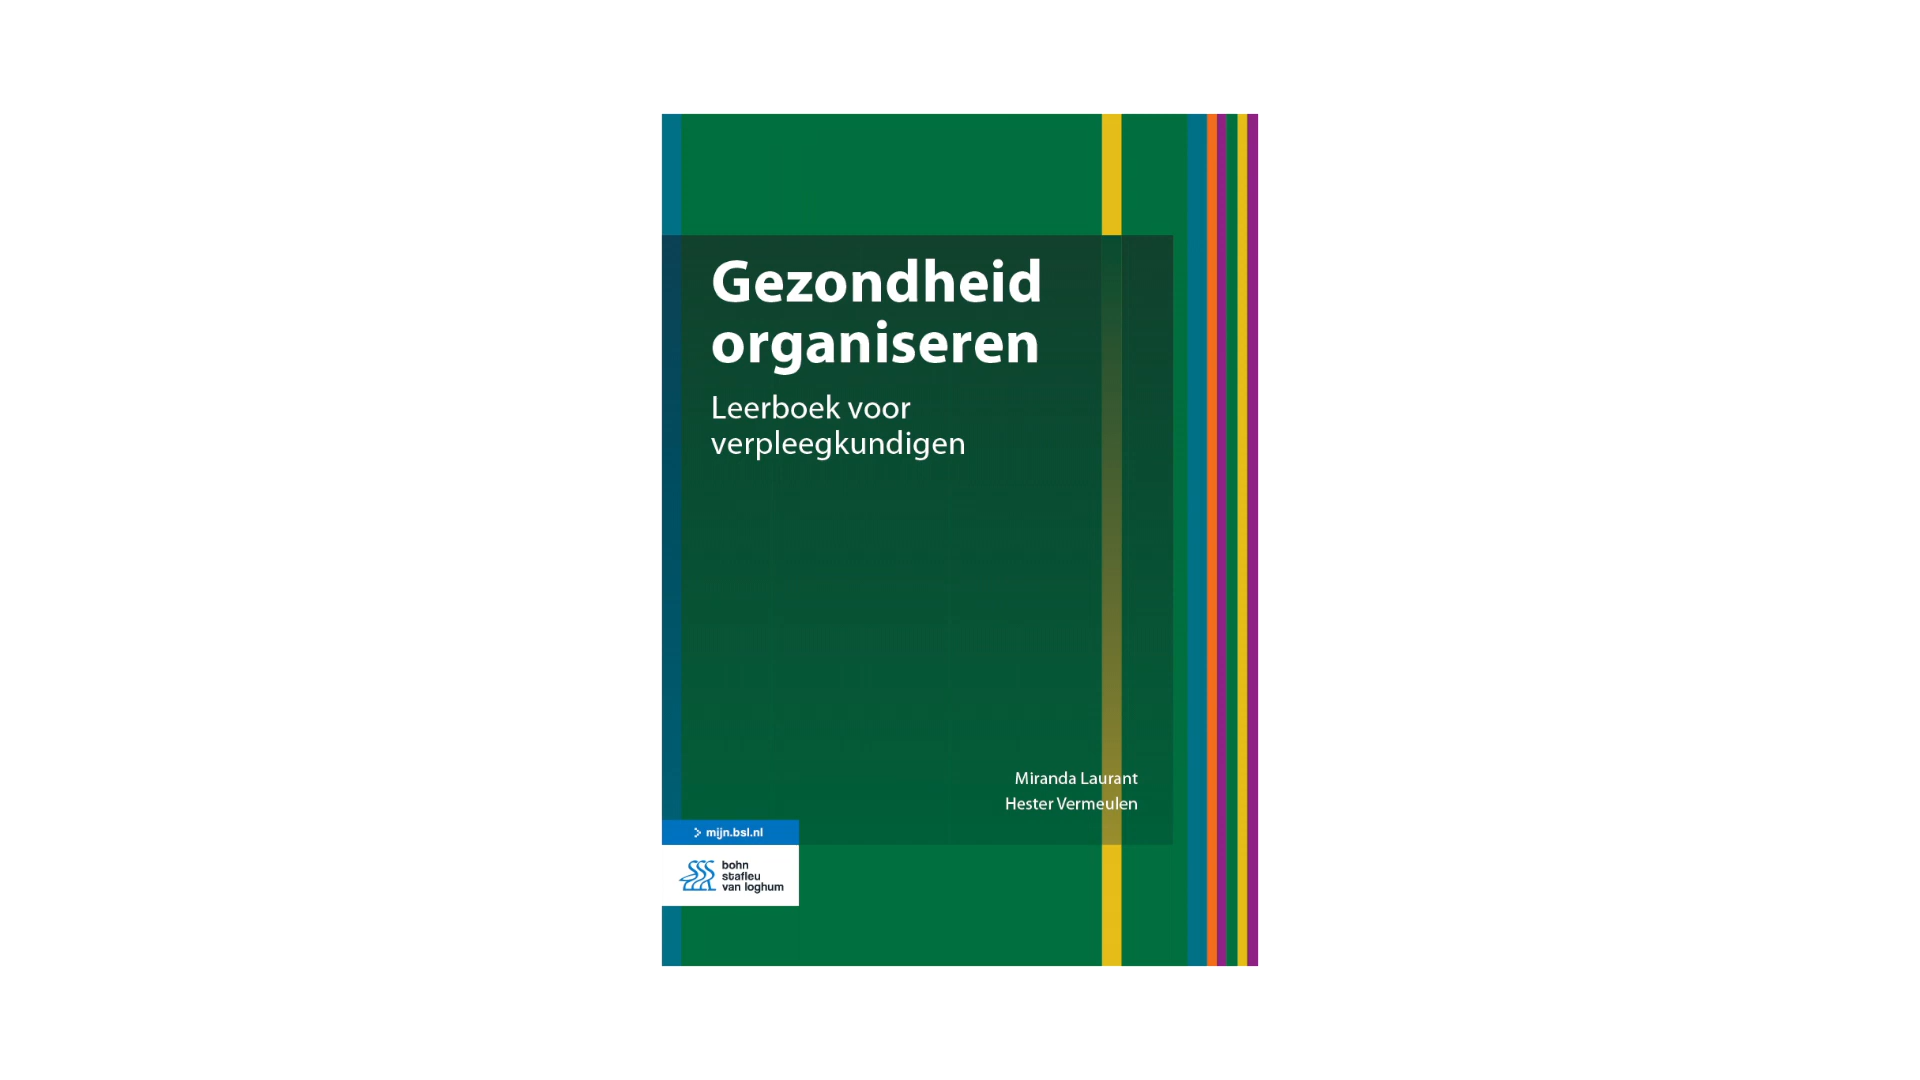 Gezondheid
organiseren
Leerboek voor
verpleegkundigen
Miranda Laurant
Hester Vermeulen
mijn.bsl.nl
bohn
stafleu
van loghum